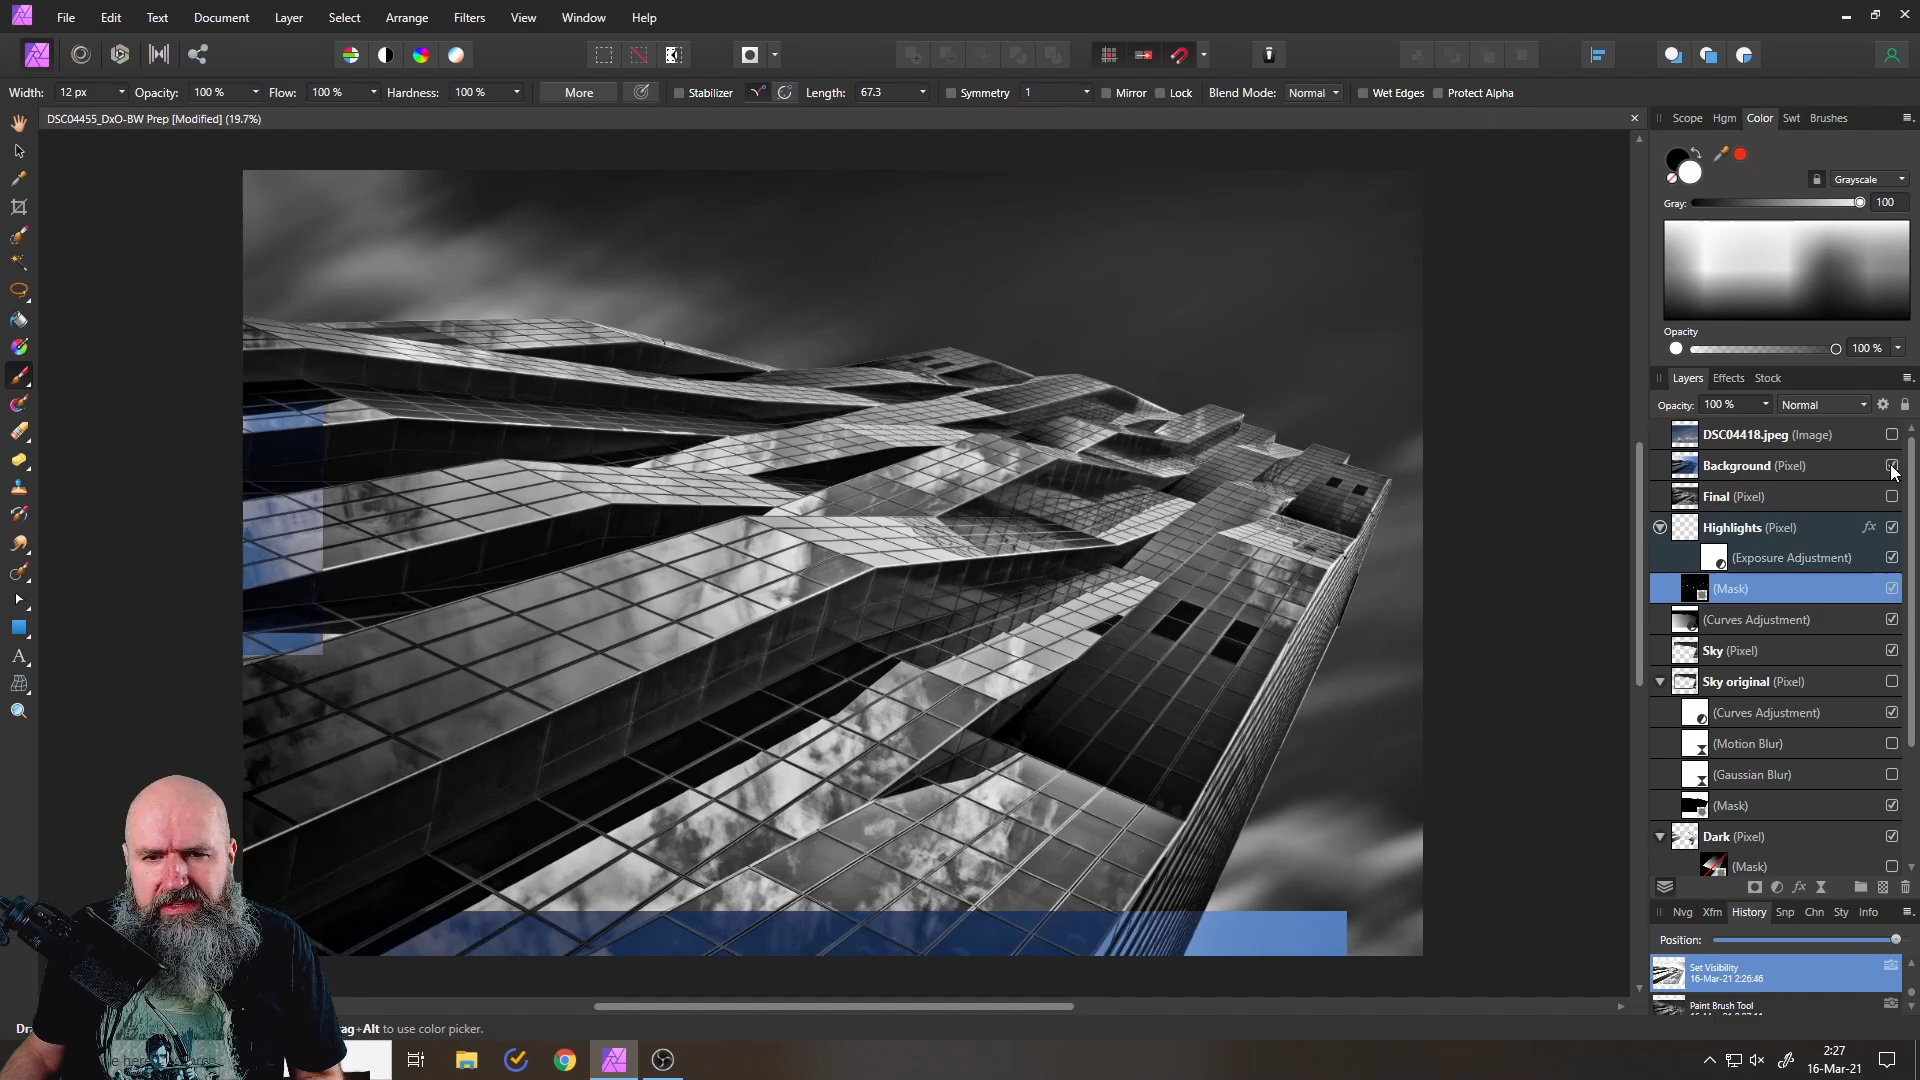 File Edit Text Document Layer Select Arrange Filters View Window Help
Width: 12 px Opacity: 100 % Flow: 100 % Hardness: 100 % More Stabilizer Length: 67.3 Symmetry 1 Mirror Lock Blend Mode: Normal Wet Edges Protect Alpha
DSC04455_DxO-BW Prep [Modified] (19.7%)
Scope Hgm Color Swt Brushes
Grayscale
Gray: 100
Opacity
100 %
Layers Effects Stock
Opacity: 100 % Normal
DSC04418.jpeg (Image)
Background (Pixel)
Final (Pixel)
Highlights (Pixel) fx
(Exposure Adjustment)
(Mask)
(Curves Adjustment)
Sky (Pixel)
Sky original (Pixel)
(Curves Adjustment)
(Motion Blur)
(Gaussian Blur)
(Mask)
Dark (Pixel)
(Mask)
fx
Nvg Xfm History Snp Chn Sty Info
Position:
Set Visibility
16-Mar-21 2:26:46
Paint Brush Tool
ag+Alt to use color picker.
2:27
16-Mar-21